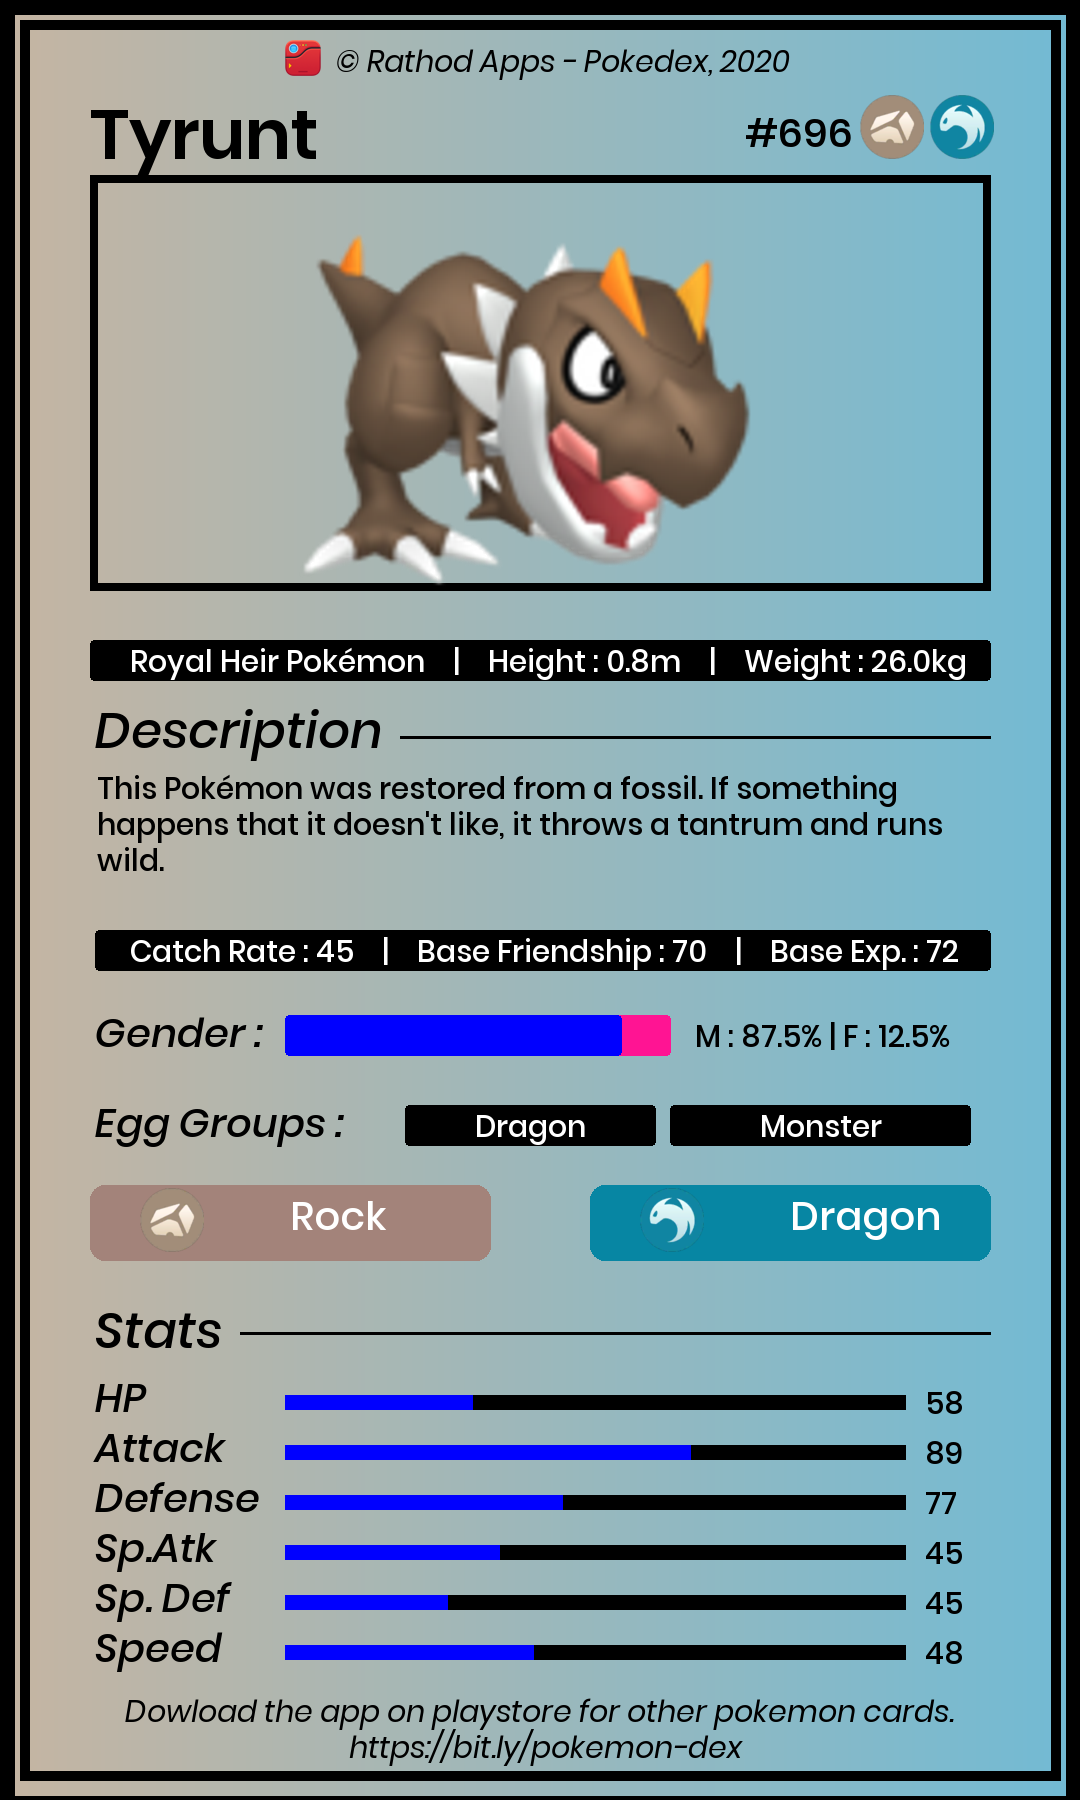 © Rathod Apps - Pokedex, 2020
Tyrunt #696
Royal Heir Pokémon | Height : 0.8m | Weight : 26.0kg
Description
This Pokémon was restored from a fossil. If something
happens that it doesn't like, it throws a tantrum and runs
wild.
Catch Rate : 45 | Base Friendship : 70 | Base Exp. : 72
Gender : M : 87.5% | F : 12.5%
Egg Groups : Dragon Monster
Rock Dragon
Stats
HP 58
Attack 89
Defense 77
Sp.Atk 45
Sp. Def 45
Speed 48
Dowload the app on playstore for other pokemon cards.
https://bit.ly/pokemon-dex